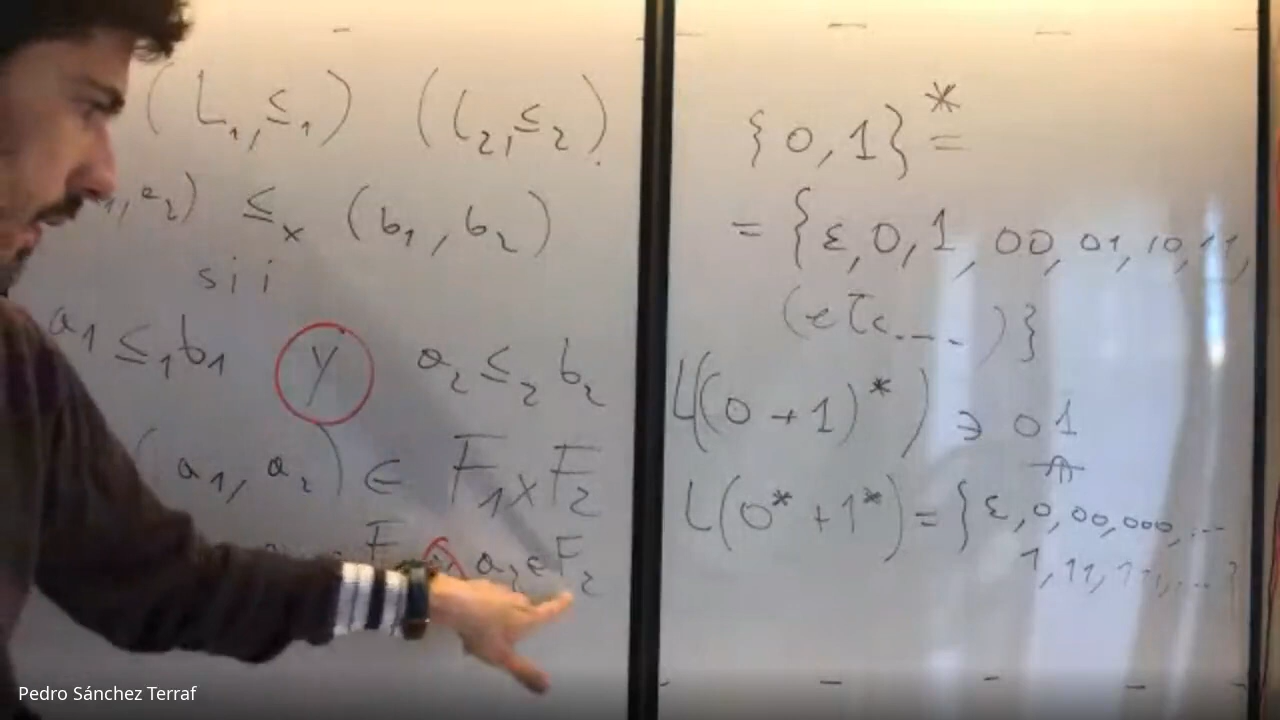 (L₁,≤₁) (L₂,≤₂).
₁,a₂) ≤ₓ (b₁,b₂)
sii
a₁ ≤₁ b₁ y a₂ ≤₂ b₂
(a₁,a₂) ∈ F₁×F₂
F a₂∈F₂
{0,1}* =
= {ε,0,1,00,01,10,11,
(etc....)}
L((0+1)*) ∋ 01
L(0*+1*) = {ε,0,00,000,...
1,11,111,...}
Pedro Sánchez Terraf